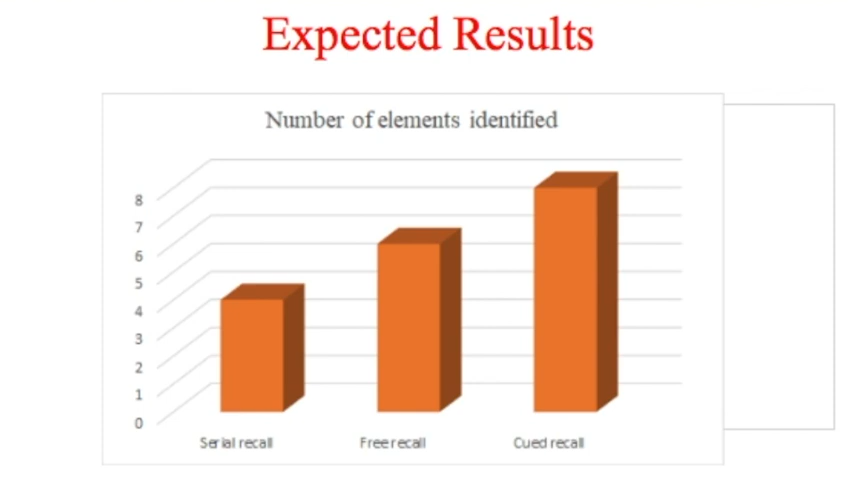 Expected Results
Number of elements identified
8
7
6
5
4
3
2
1
0
Serial recall
Free recall
Cued recall